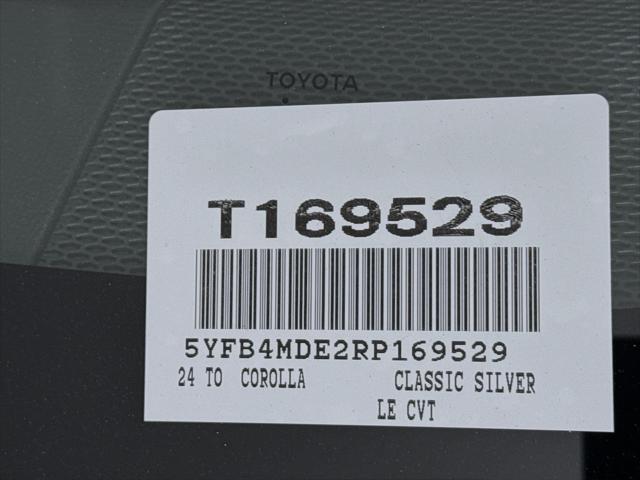 TOYOTA
T169529
5YFB4MDE2RP169529
24 TO COROLLA CLASSIC SILVER
LE CVT